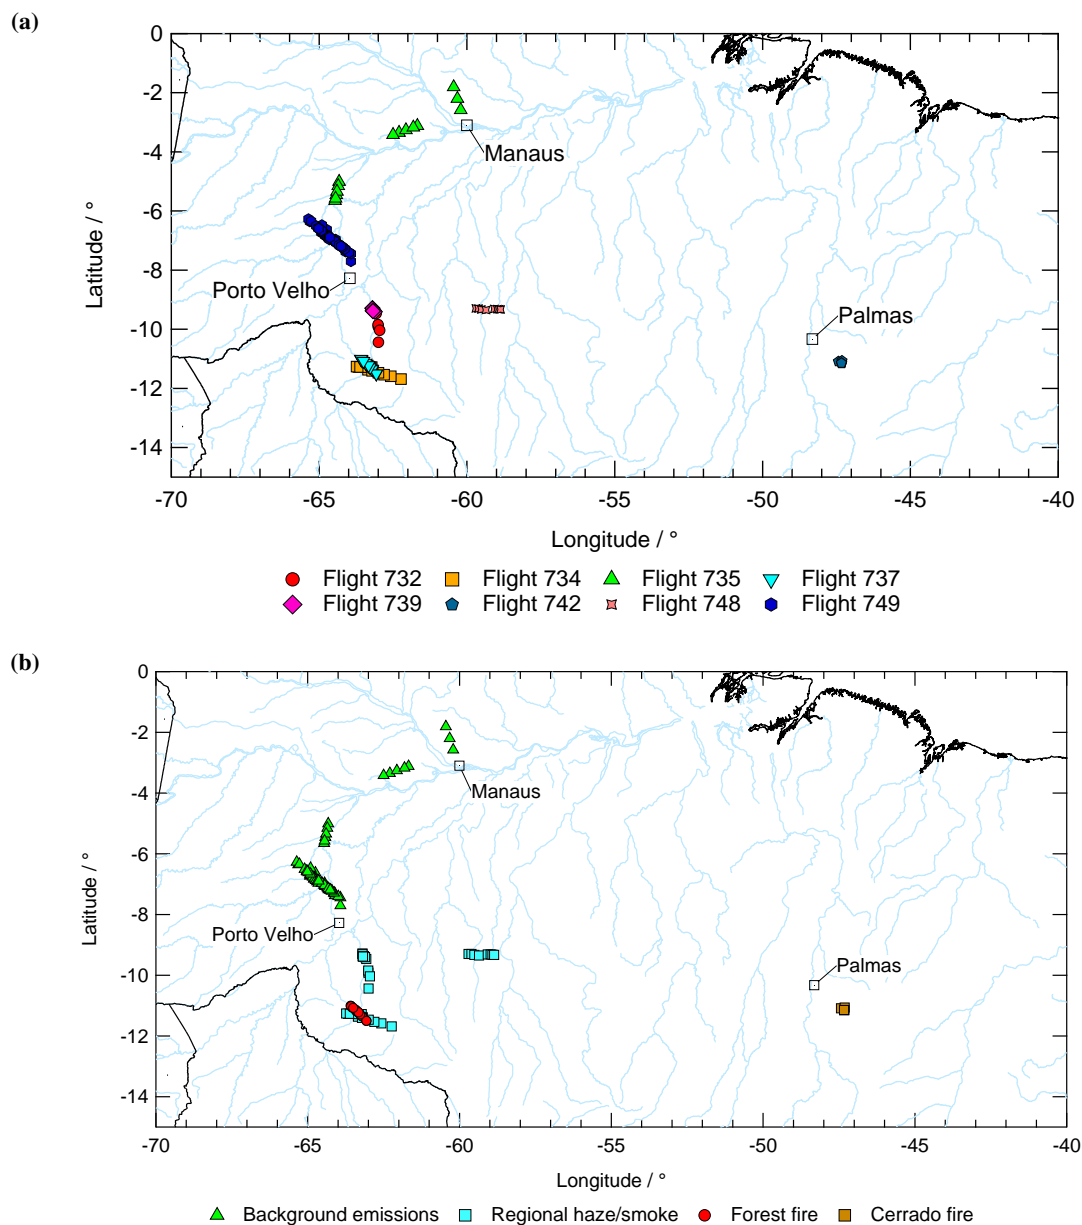 (a)
0
-2
-4
-6
-8
-10
-12
-14
Latitude / °
Manaus
Porto Velho
Palmas
-70 -65 -60 -55 -50 -45 -40
Longitude / °
Flight 732 Flight 734 Flight 735 Flight 737
Flight 739 Flight 742 Flight 748 Flight 749
(b)
0
-2
-4
-6
-8
-10
-12
-14
Latitude / °
Manaus
Porto Velho
Palmas
-70 -65 -60 -55 -50 -45 -40
Longitude / °
Background emissions Regional haze/smoke Forest fire Cerrado fire